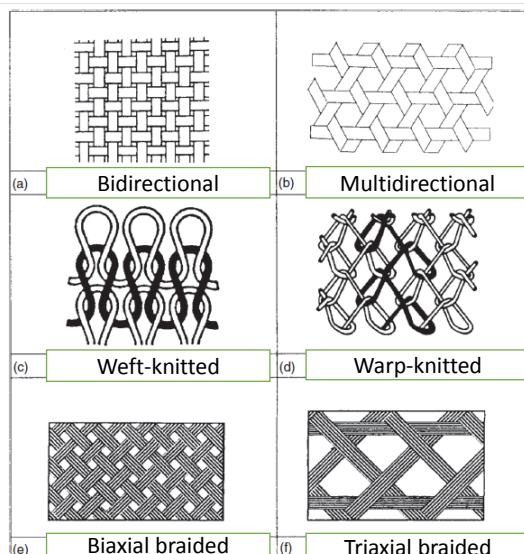 (a) Bidirectional
(b) Multidirectional
(c) Weft-knitted
(d) Warp-knitted
(e) Biaxial braided
(f) Triaxial braided